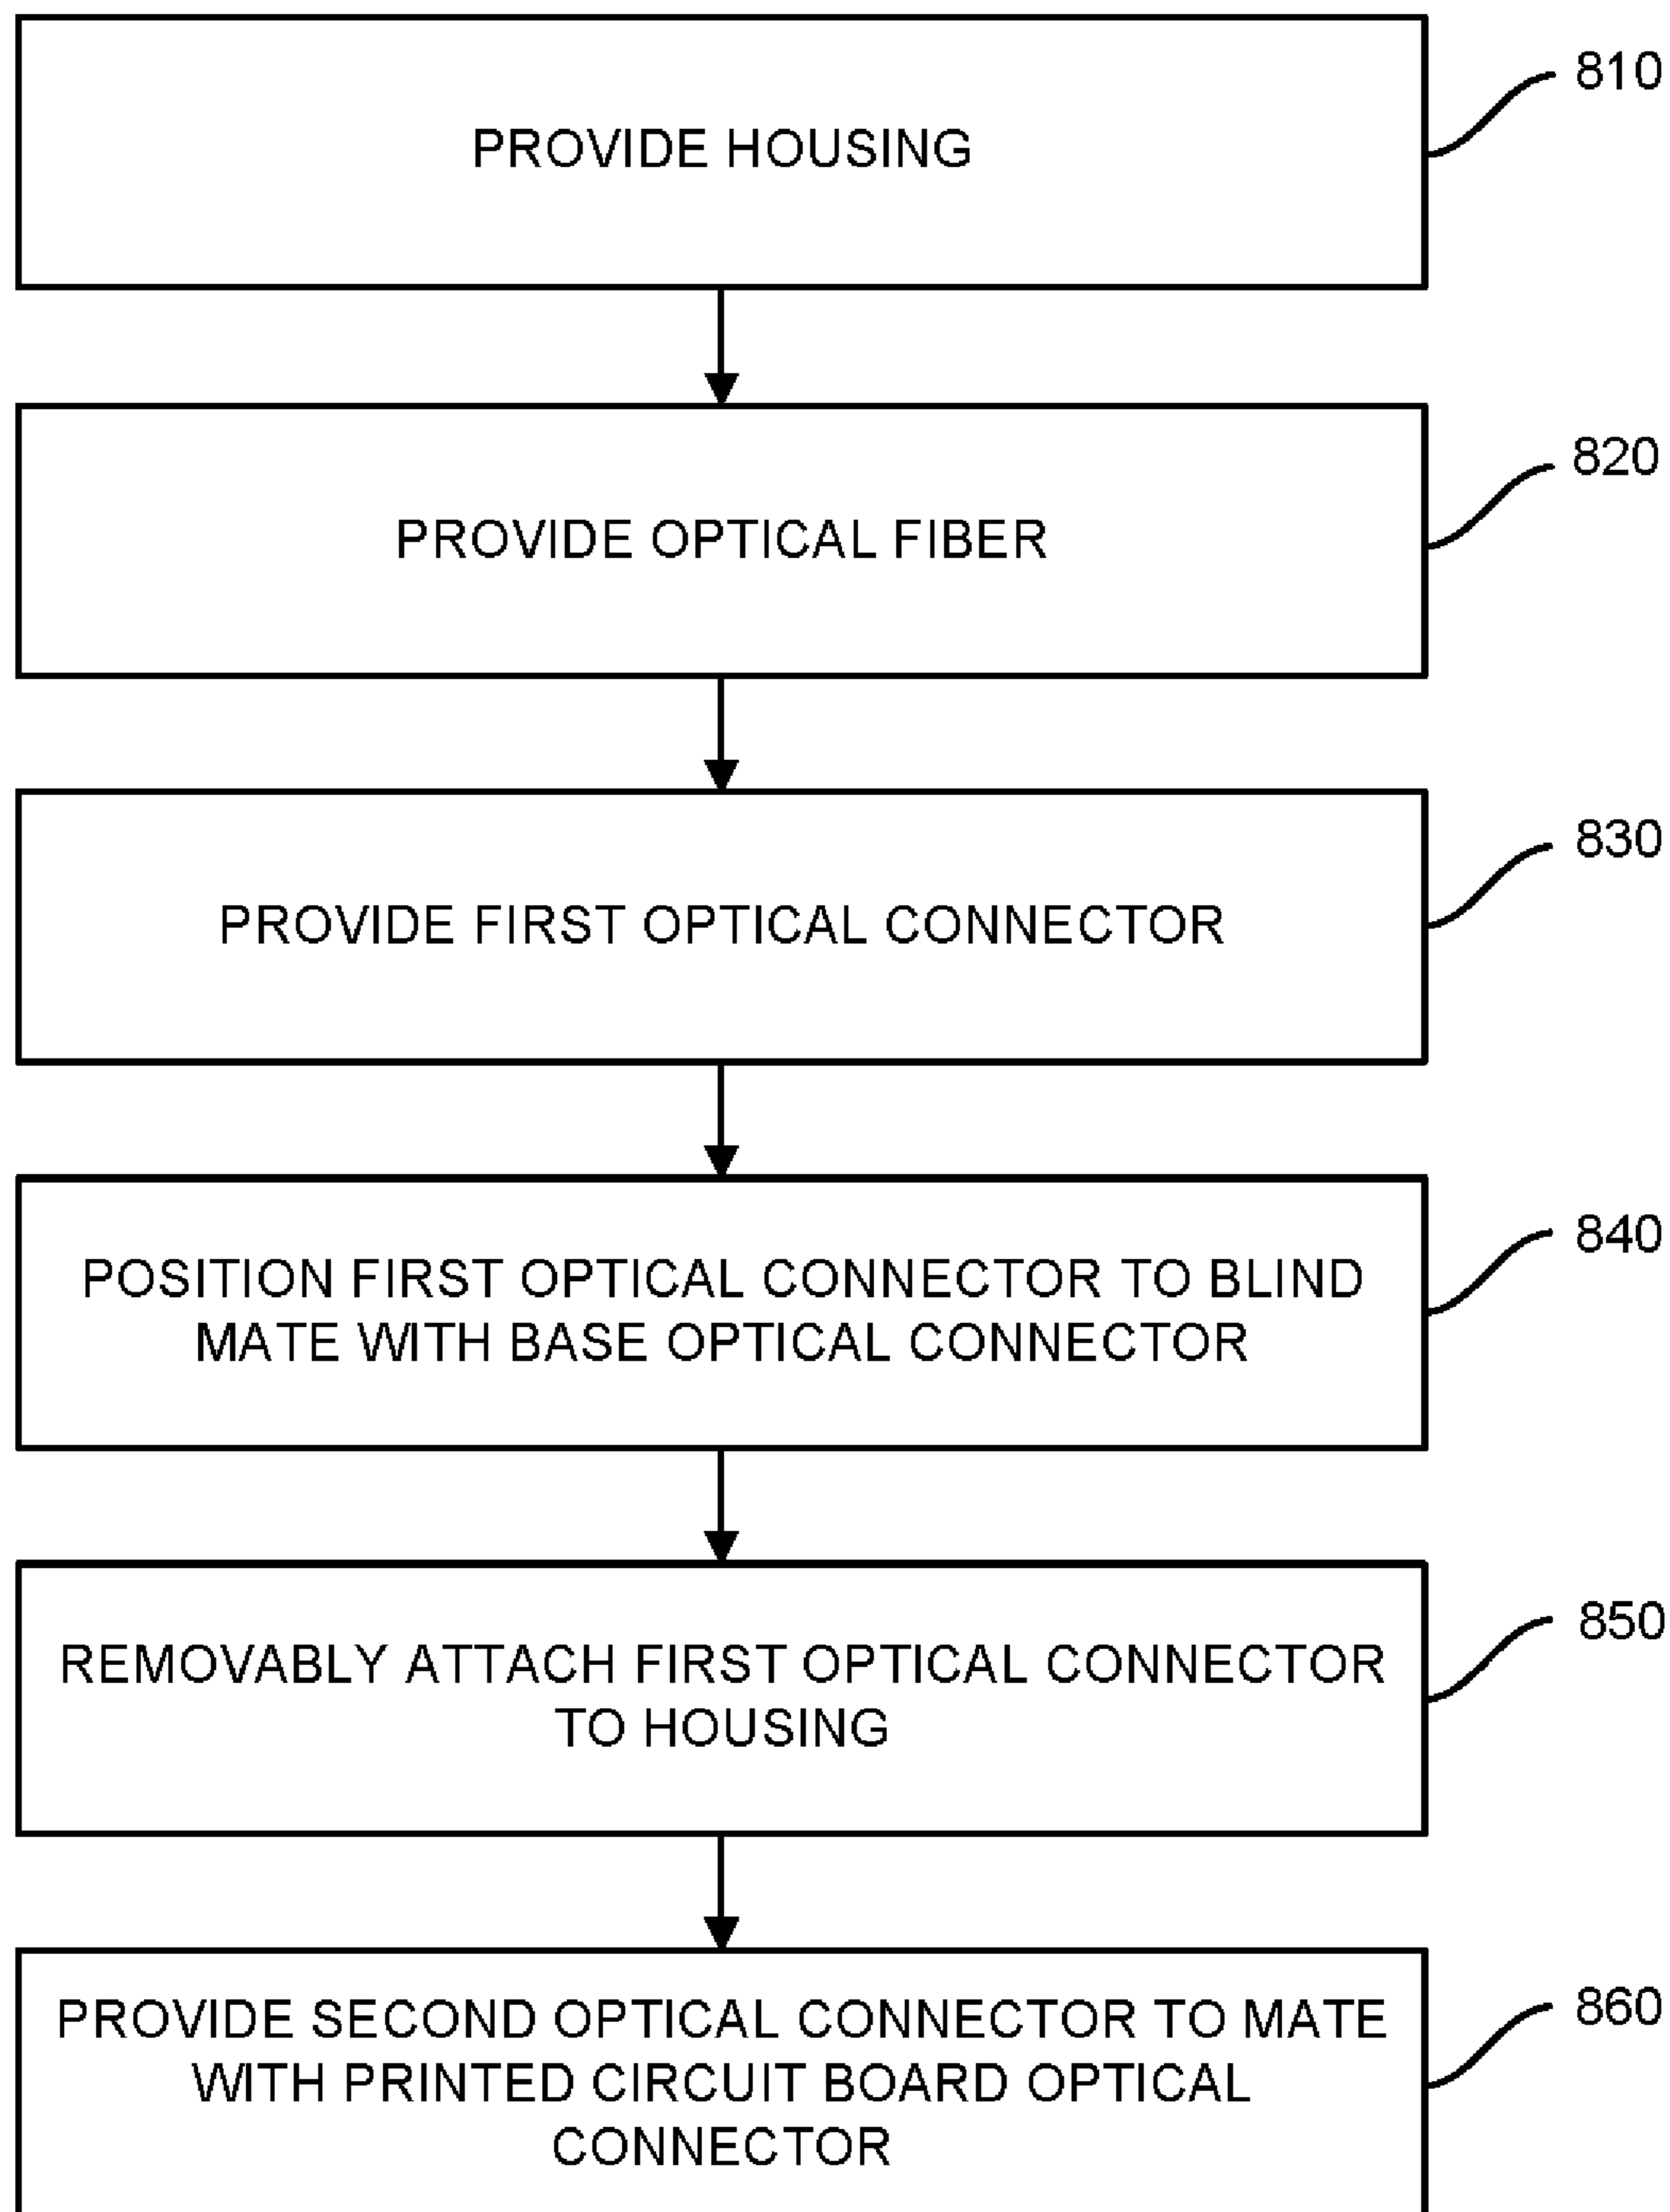 PROVIDE HOUSING
810
PROVIDE OPTICAL FIBER
820
PROVIDE FIRST OPTICAL CONNECTOR
830
POSITION FIRST OPTICAL CONNECTOR TO BLIND
MATE WITH BASE OPTICAL CONNECTOR
840
REMOVABLY ATTACH FIRST OPTICAL CONNECTOR
TO HOUSING
850
PROVIDE SECOND OPTICAL CONNECTOR TO MATE
WITH PRINTED CIRCUIT BOARD OPTICAL
CONNECTOR
860